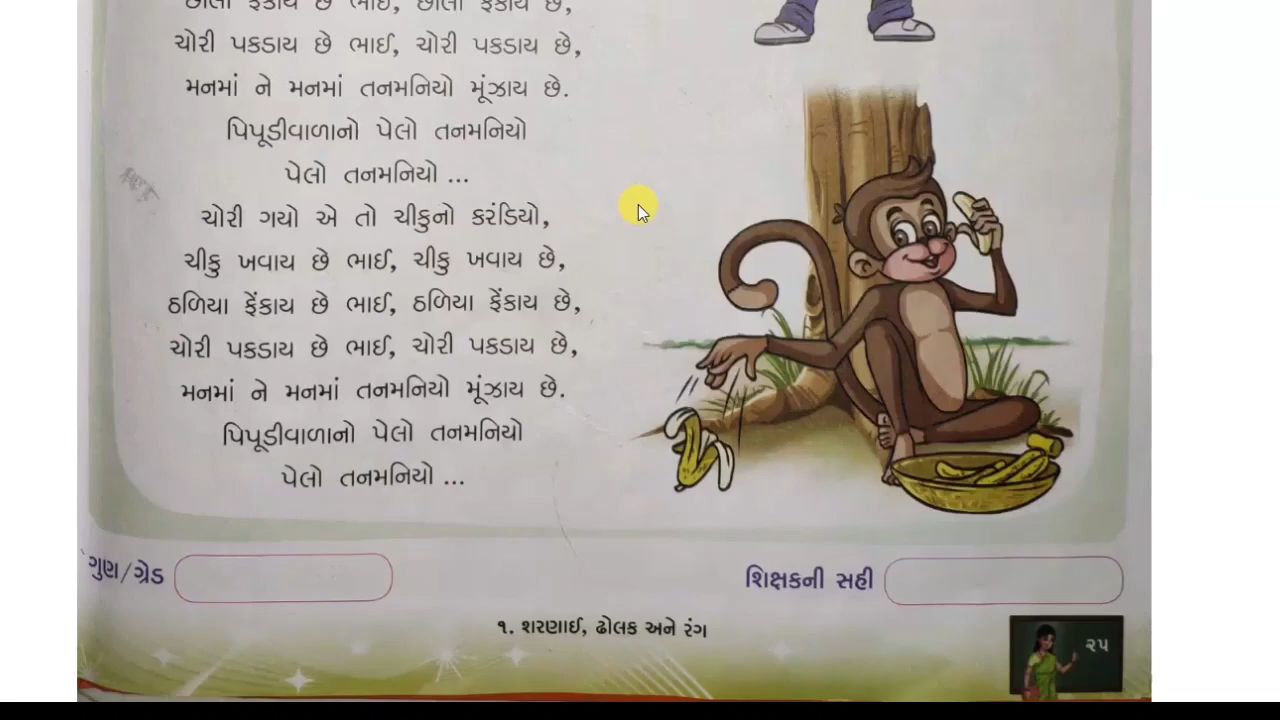 છાલો ફેંકાય છે ભાઈ, છાલો ફેંકાય છે,
ચોરી પકડાય છે ભાઈ, ચોરી પકડાય છે,
મનમાં ને મનમાં તનમનિયો મૂંઝાય છે.
પિપૂડીવાળાનો પેલો તનમનિયો
પેલો તનમનિયો ...
ચોરી ગયો એ તો ચીકુનો કરંડિયો,
ચીકુ ખવાય છે ભાઈ, ચીકુ ખવાય છે,
ઠળિયા ફેંકાય છે ભાઈ, ઠળિયા ફેંકાય છે,
ચોરી પકડાય છે ભાઈ, ચોરી પકડાય છે,
મનમાં ને મનમાં તનમનિયો મૂંઝાય છે.
પિપૂડીવાળાનો પેલો તનમનિયો
પેલો તનમનિયો ...
ગુણ/ગ્રેડ
શિક્ષકની સહી
૧. શરણાઈ, ઢોલક અને રંગ
૨૫